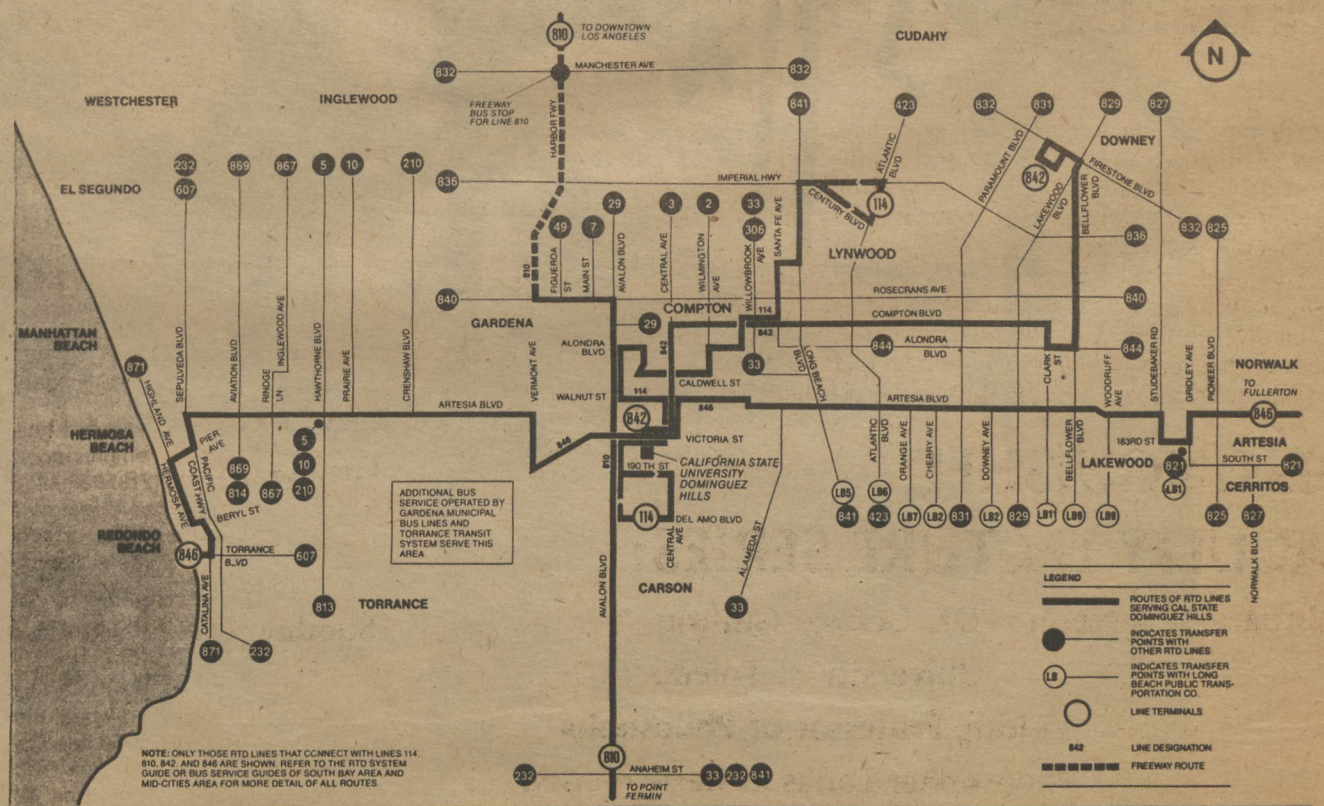 810
TO DOWNTOWN
LOS ANGELES
CUDAHY
N
832
MANCHESTER AVE
832
WESTCHESTER
INGLEWOOD
FREEWAY
BUS STOP
FOR LINE 810
HARBOR FWY
841
423
832
831
829
827
DOWNEY
EL SEGUNDO
232
607
869
867
5
10
210
836
IMPERIAL HWY
ATLANTIC
BLVD
PARAMOUNT BLVD
842
FIRESTONE BLVD
LAKEWOOD
BLVD
BELLFLOWER
BLVD
CENTURY BLVD
114
29
3
2
33
306
SANTA FE AVE
49
7
832
825
836
LYNWOOD
810
FIGUEROA
ST
MAIN ST
AVALON BLVD
CENTRAL AVE
WILMINGTON
AVE
WILLOWBROOK
AVE
840
ROSECRANS AVE
840
COMPTON
114
COMPTON BLVD
842
GARDENA
29
MANHATTAN
BEACH
871
HIGHLAND AVE
SEPULVEDA BLVD
AVIATION BLVD
RINDGE
LN
INGLEWOOD AVE
HAWTHORNE BLVD
PRAIRIE AVE
CRENSHAW BLVD
VERMONT AVE
ALONDRA
BLVD
842
33
LONG BEACH
BLVD
844
ALONDRA
BLVD
CLARK
ST
844
STUDEBAKER RD
GRIDLEY AVE
PIONEER BLVD
NORWALK
TO
FULLERTON
CALDWELL ST
114
WALNUT ST
ARTESIA BLVD
846
ARTESIA BLVD
WOODRUFF
AVE
846
842
HERMOSA
BEACH
PIER
AVE
5
10
210
846
VICTORIA ST
ATLANTIC
BLVD
ORANGE AVE
CHERRY AVE
DOWNEY AVE
BELLFLOWER
BLVD
183RD ST
ARTESIA
LAKEWOOD
821
LB1
SOUTH ST
821
CERRITOS
HERMOSA AVE
PACIFIC
COAST HWY
869
814
867
BERYL ST
810
190TH ST
CALIFORNIA STATE
UNIVERSITY
DOMINGUEZ
HILLS
LB5
841
LB6
423
LB7
LB2
831
LB2
829
LB11
LB9
LB9
825
827
ADDITIONAL BUS
SERVICE OPERATED BY
GARDENA MUNICIPAL
BUS LINES AND
TORRANCE TRANSIT
SYSTEM SERVE THIS
AREA
114
DEL AMO BLVD
CENTRAL
AVE
ALAMEDA ST
REDONDO
BEACH
846
TORRANCE
BLVD
607
NORWALK BLVD
CATALINA AVE
813
TORRANCE
AVALON BLVD
CARSON
33
871
232
LEGEND
ROUTES OF RTD LINES
SERVING CAL STATE
DOMINGUEZ HILLS
INDICATES TRANSFER
POINTS WITH
OTHER RTD LINES
LB
INDICATES TRANSFER
POINTS WITH LONG
BEACH PUBLIC TRANS-
PORTATION CO.
LINE TERMINALS
842
LINE DESIGNATION
FREEWAY ROUTE
NOTE: ONLY THOSE RTD LINES THAT CONNECT WITH LINES 114,
810, 842, AND 846 ARE SHOWN. REFER TO THE RTD SYSTEM
GUIDE OR BUS SERVICE GUIDES OF SOUTH BAY AREA AND
MID-CITIES AREA FOR MORE DETAIL OF ALL ROUTES.
810
232
ANAHEIM ST
33
232
841
TO POINT
FERMIN